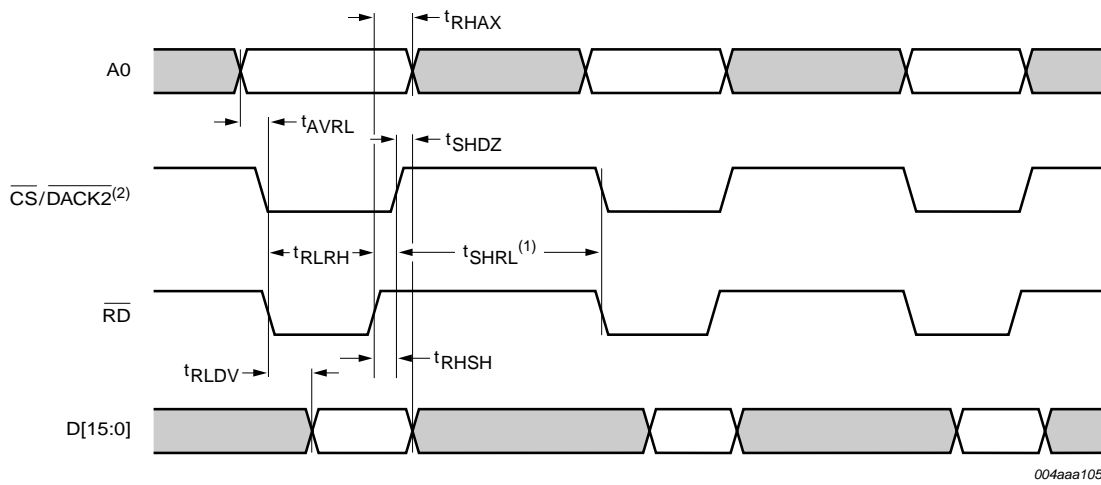 tRHAX
A0
tAVRL
tSHDZ
CS/DACK2(2)
tRLRH
tSHRL(1)
RD
tRLDV
tRHSH
D[15:0]
004aaa105